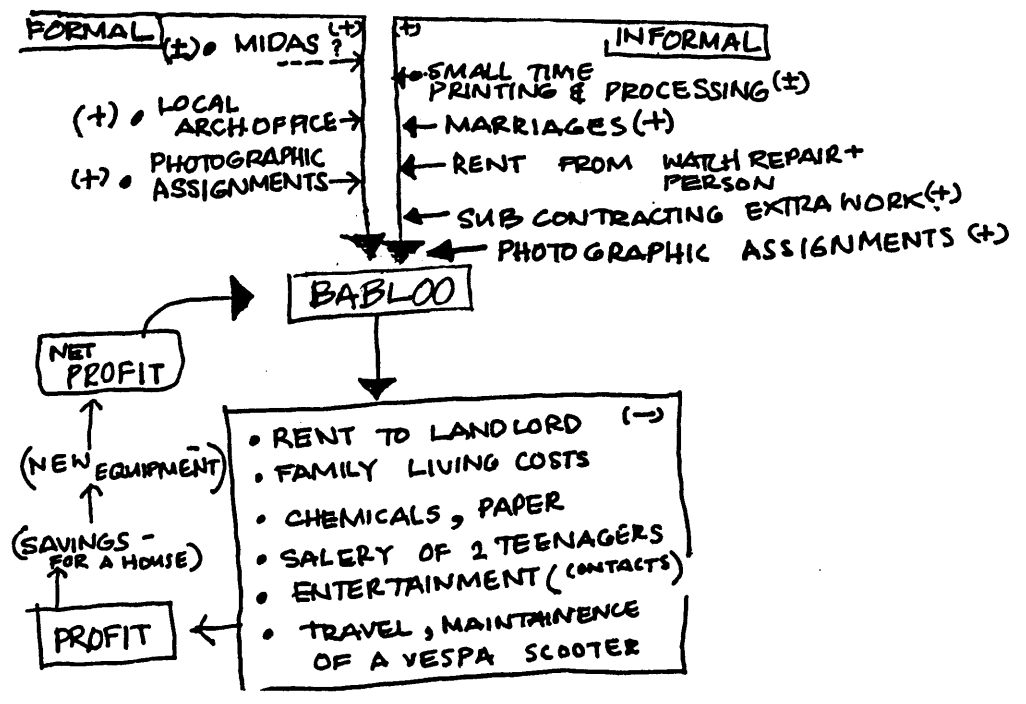 FORMAL
(±) • MIDAS ? (+)
(+) • LOCAL
ARCH.OFFICE
(+) • PHOTOGRAPHIC
ASSIGNMENTS
(+)
INFORMAL
• SMALL TIME
PRINTING & PROCESSING (±)
MARRIAGES (+)
RENT FROM WATCH REPAIR +
PERSON
SUB CONTRACTING EXTRA WORK (+)
PHOTOGRAPHIC ASSIGNMENTS (+)
BABLOO
NET
PROFIT
(NEW EQUIPMENT –)
(SAVINGS –
FOR A HOUSE)
PROFIT
(–)
• RENT TO LANDLORD
• FAMILY LIVING COSTS
• CHEMICALS, PAPER
• SALERY OF 2 TEENAGERS
• ENTERTAINMENT (CONTACTS)
• TRAVEL, MAINTAINENCE
OF A VESPA SCOOTER